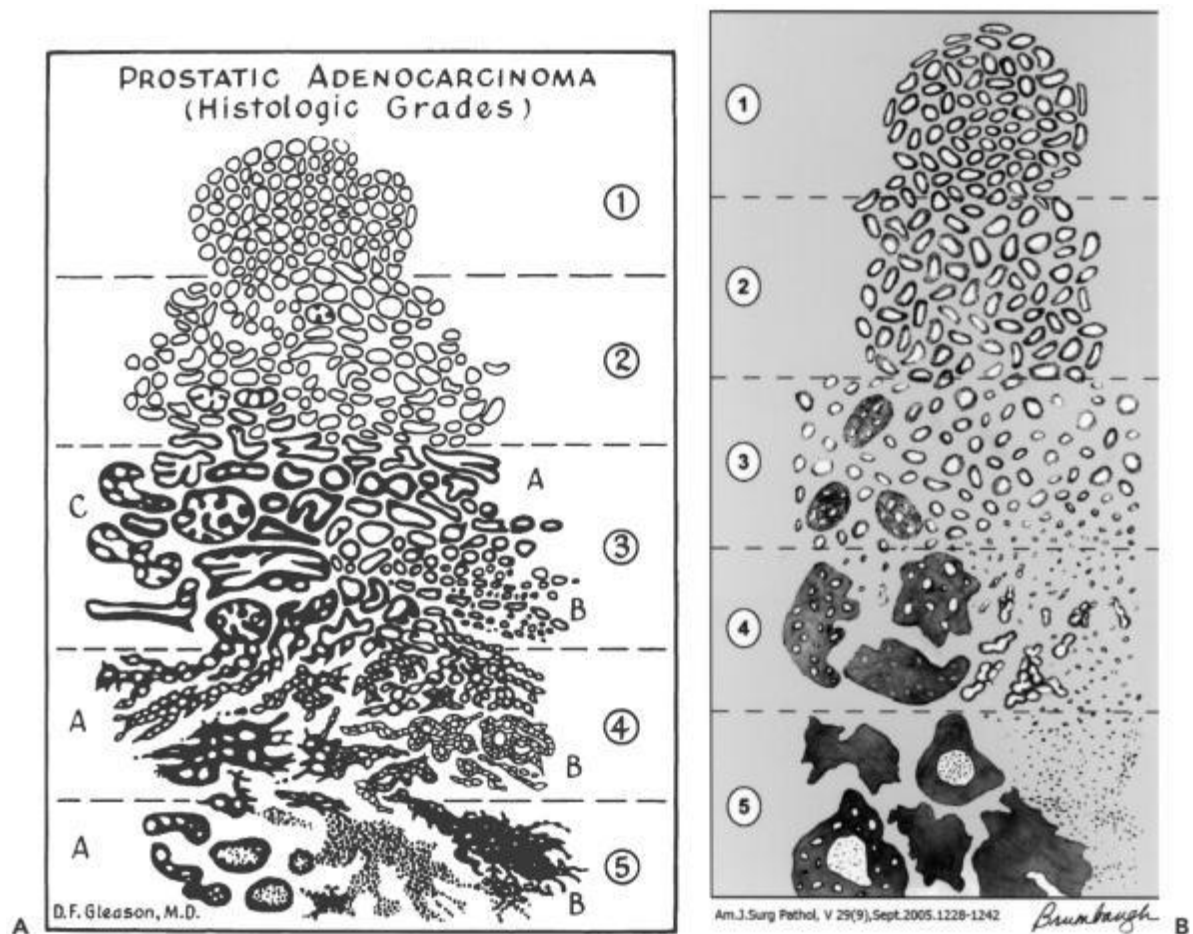 PROSTATIC ADENOCARCINOMA
(Histologic Grades)
1
2
A
C
3
B
A
4
B
A
5
B
D.F. Gleason, M.D.
A
1
2
3
4
5
Am.J.Surg Pathol, V 29(9),Sept.2005.1228-1242
Brumbaugh
B